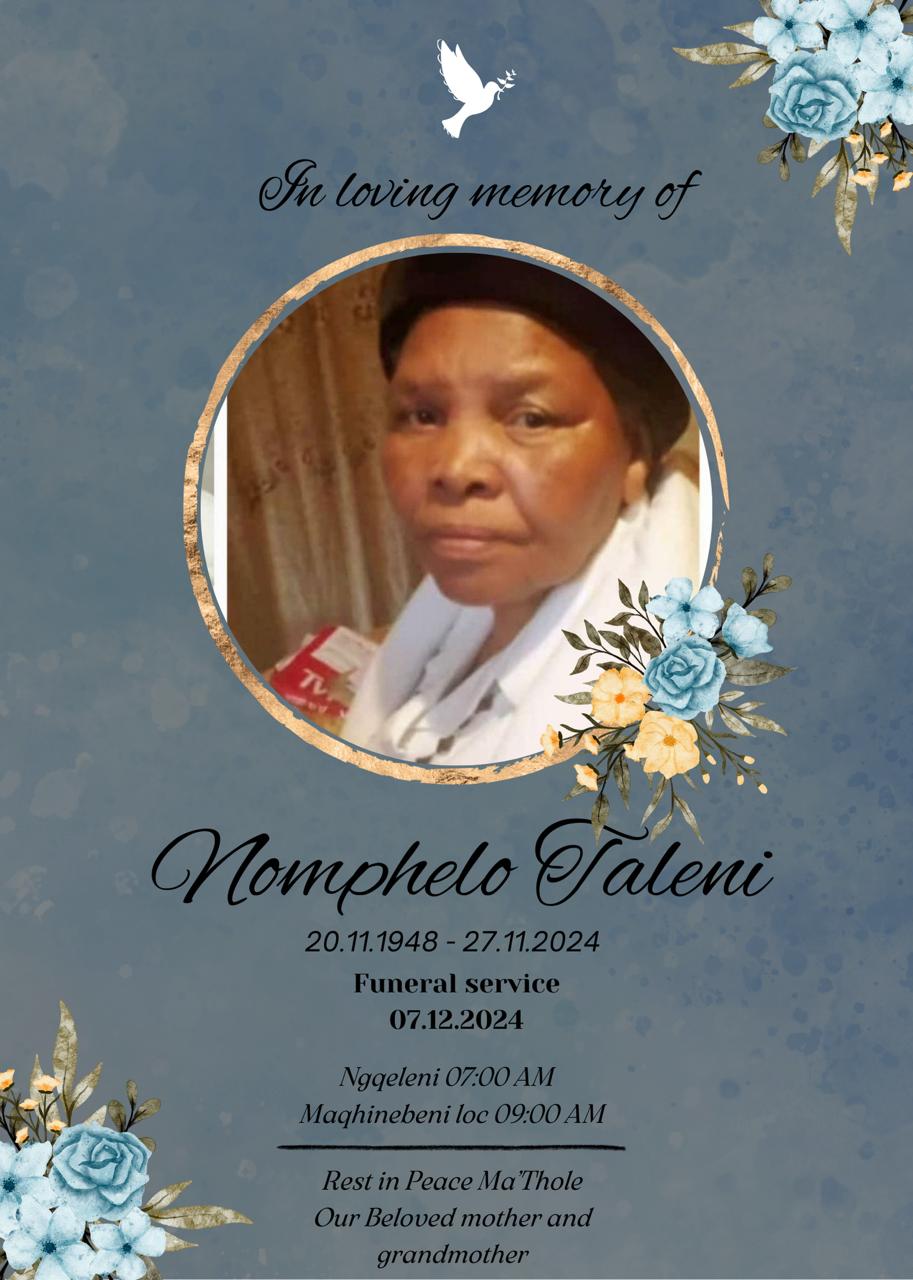 In loving memory of
TV
Nomphelo Taleni
20.11.1948 - 27.11.2024
Funeral service
07.12.2024
Ngqeleni 07:00 AM
Maqhinebeni loc 09:00 AM
Rest in Peace Ma'Thole
Our Beloved mother and
grandmother